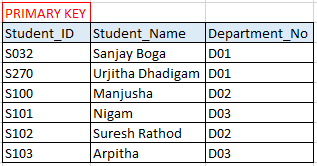 PRIMARY KEY
Student_ID Student_Name Department_No
S032 Sanjay Boga D01
S270 Urjitha Dhadigam D01
S100 Manjusha D02
S101 Nigam D03
S102 Suresh Rathod D02
S103 Arpitha D03